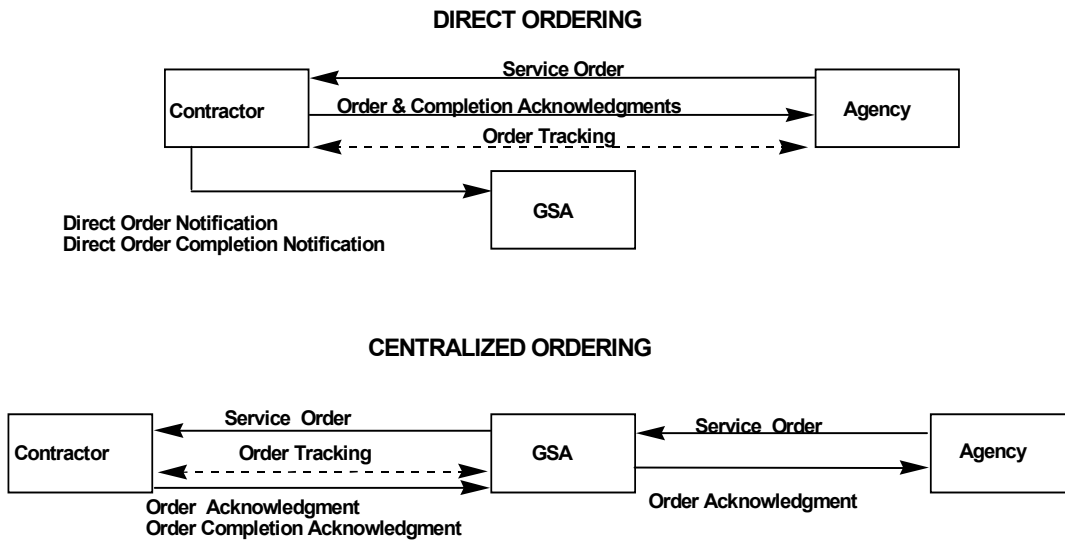 DIRECT ORDERING
Service Order
Contractor
Order & Completion Acknowledgments
Agency
Order Tracking
GSA
Direct Order Notification
Direct Order Completion Notification
CENTRALIZED ORDERING
Service Order
Service Order
Contractor
Order Tracking
GSA
Agency
Order Acknowledgment
Order Completion Acknowledgment
Order Acknowledgment